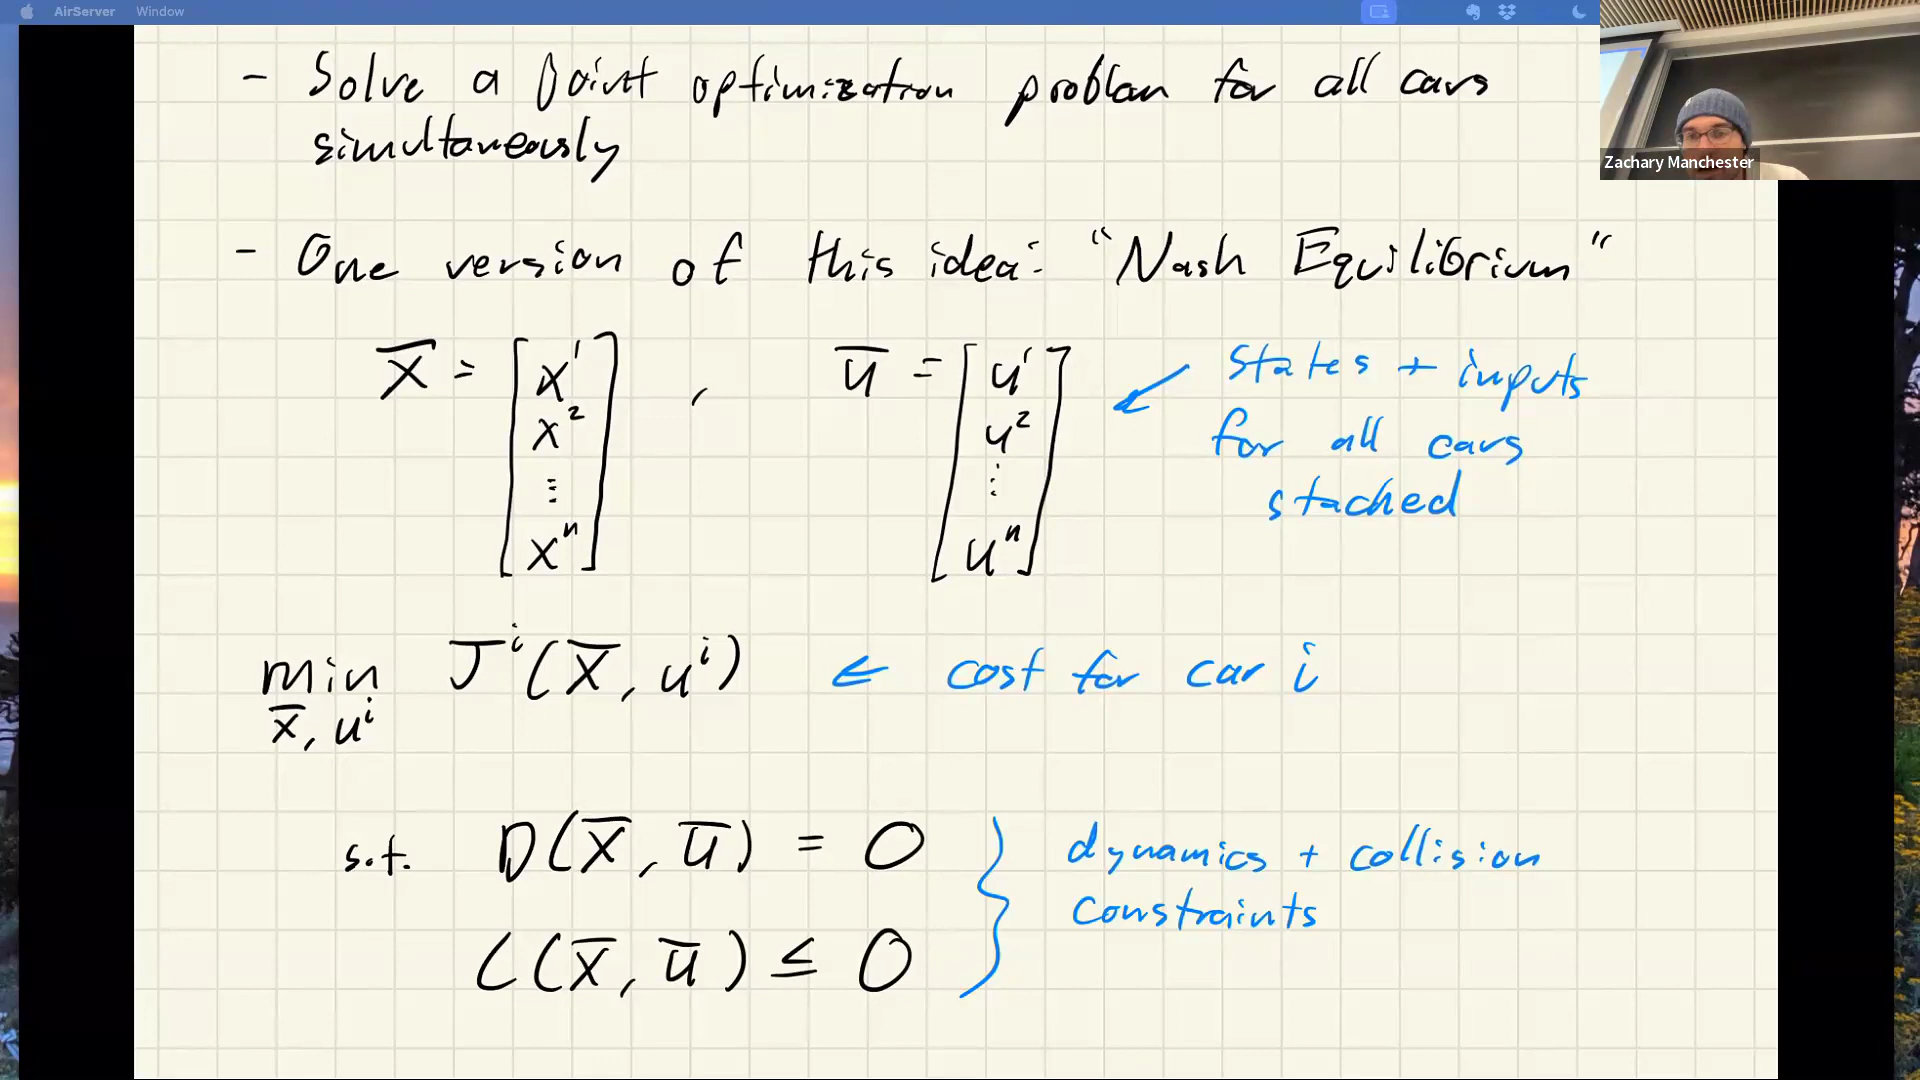 AirServer Window
- Solve a joint optimization problem for all cars
simultaneously
Zachary Manchester
- One version of this idea: "Nash Equilibrium"
x̄ = [x¹ x² ⋮ xⁿ] , ū = [u¹ u² ⋮ uⁿ] ↙ states + inputs
for all cars
stacked
min J^i(x̄, u^i) ← cost for car i
x̄, u^i
s.t. D(x̄, ū) = 0 } dynamics + collision
constraints
C(x̄, ū) ≤ 0